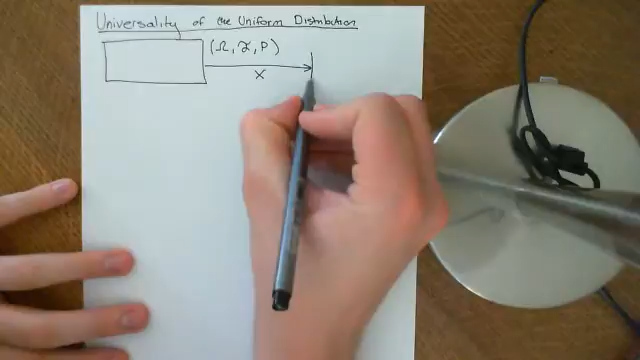 Universality of the Uniform Distribution
(Ω, ℱ, P)
X